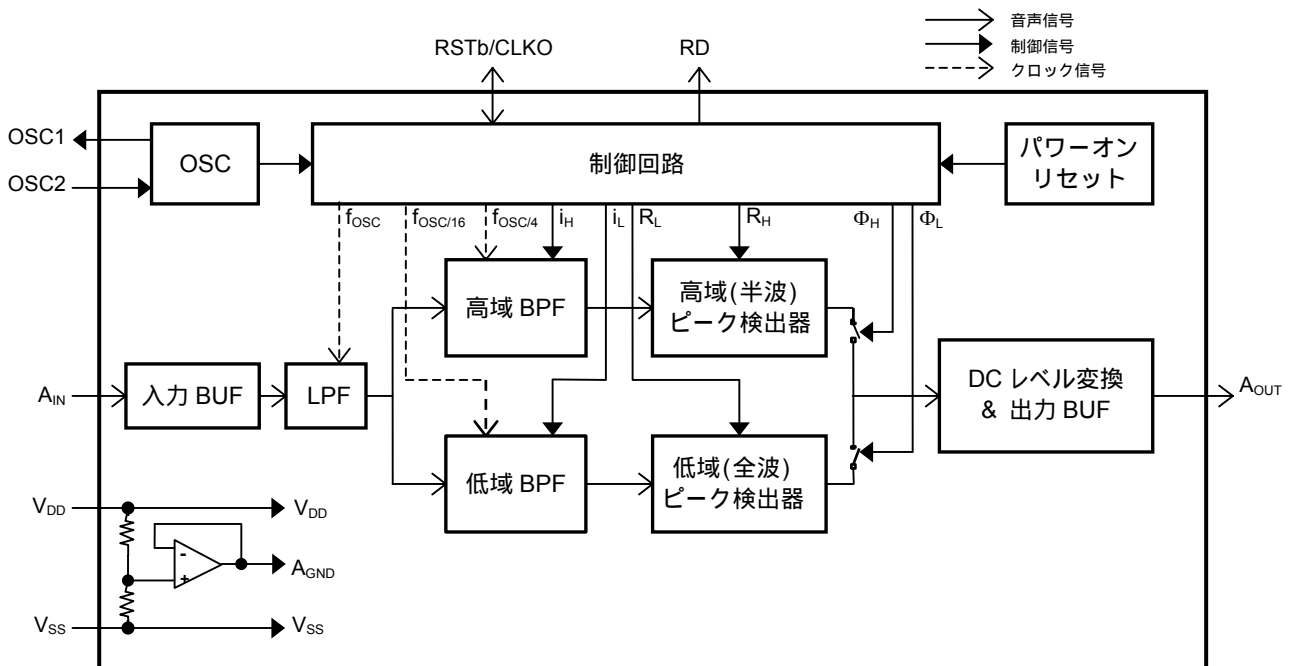 音声信号
制御信号
クロック信号
RSTb/CLKO
RD
OSC1
OSC2
OSC
制御回路
パワーオン
リセット
fOSC
fOSC/16
fOSC/4
iH
iL
RL
RH
ΦH
ΦL
高域 BPF
高域(半波)
ピーク検出器
AIN
入力 BUF
LPF
DC レベル変換
& 出力 BUF
AOUT
低域 BPF
低域(全波)
ピーク検出器
VDD
VDD
-
+
AGND
VSS
VSS